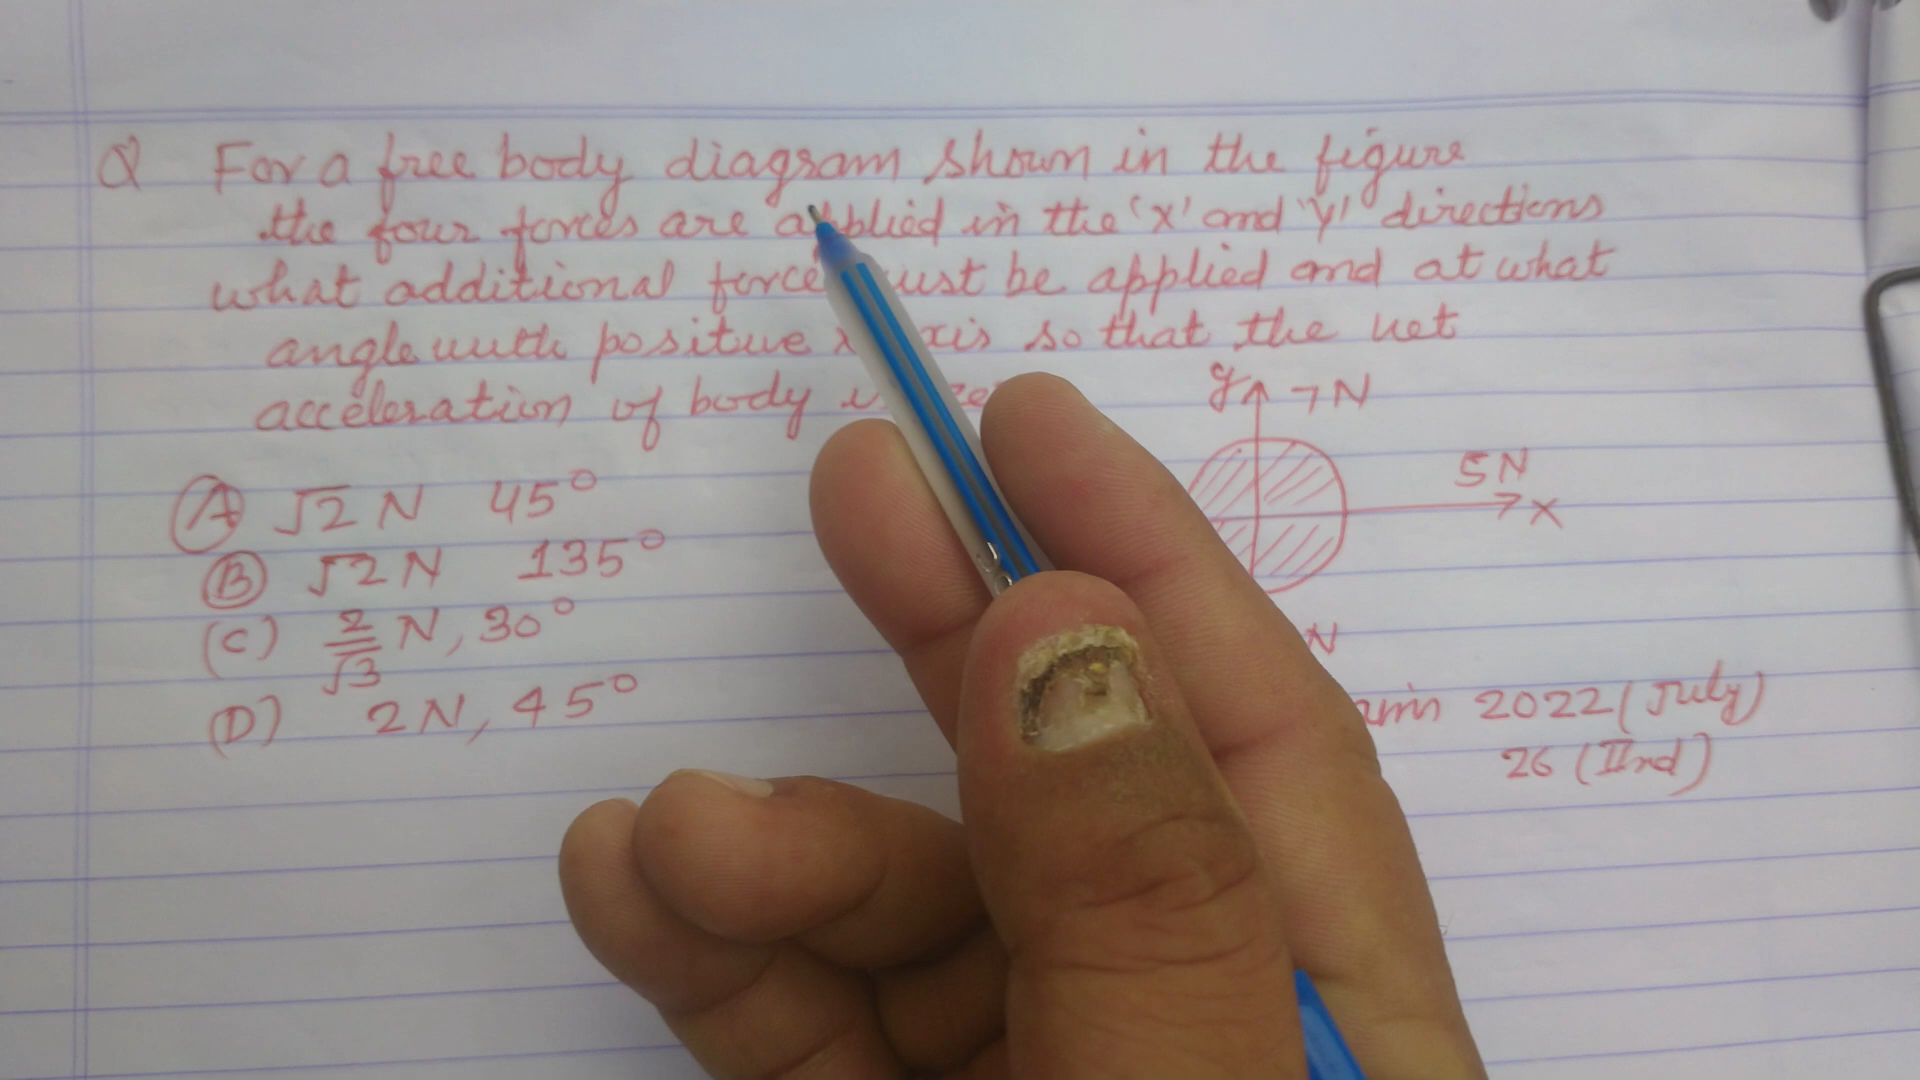 Q For a free body diagram shown in the figure
the four forces are applied in the 'x' and 'y' directions
what additional force must be applied and at what
angle with positive x axis so that the net
acceleration of body is
y 7N
5N
x
(A) √2 N 45°
(B) √2 N 135°
(C) 2/√3 N, 30°
(D) 2N, 45°
N
2022 (July)
26 (IInd)